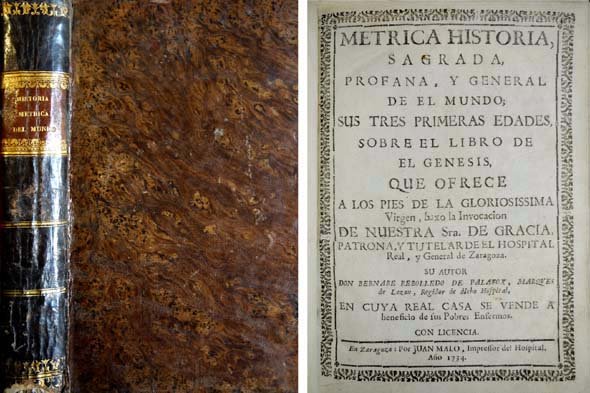 HISTORIA
METRICA
DEL MUNDO
METRICA HISTORIA,
SAGRADA,
PROFANA, Y GENERAL
DE EL MUNDO;
SUS TRES PRIMERAS EDADES,
SOBRE EL LIBRO DE
EL GENESIS,
QUE OFRECE
A LOS PIES DE LA GLORIOSISSIMA
Virgen, baxo la Invocacion
DE NUESTRA Sra. DE GRACIA,
PATRONA, Y TUTELAR DE EL HOSPITAL
Real, y General de Zaragoza.
SU AUTOR
DON BERNABE REBOLLEDO DE PALAFOX, MARQUES
de Lazan, Regidor de dicho Hospital,
EN CUYA REAL CASA SE VENDE A
beneficio de sus Pobres Enfermos.
CON LICENCIA.
En Zaragoza: Por JUAN MALO, Impressor del Hospital.
Año 1734.